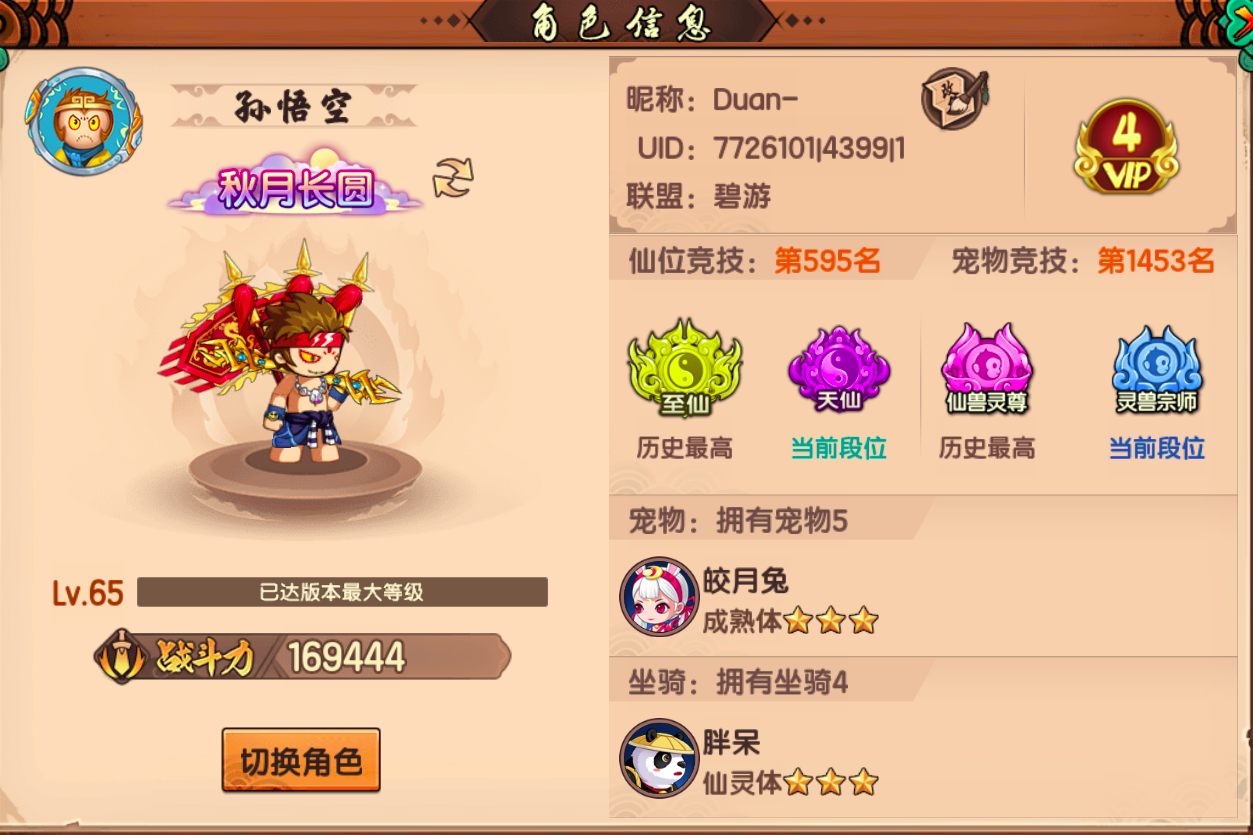 角色信息
孙悟空
秋月长圆
Lv.65
已达版本最大等级
战斗力 169444
切换角色
昵称：Duan-
改
UID：7726101|4399|1
联盟：碧游
4
VIP
仙位竞技：第595名 宠物竞技：第1453名
至仙 天仙 仙兽灵尊 灵兽宗师
历史最高 当前段位 历史最高 当前段位
宠物：拥有宠物5
皎月兔
成熟体
坐骑：拥有坐骑4
胖呆
仙灵体